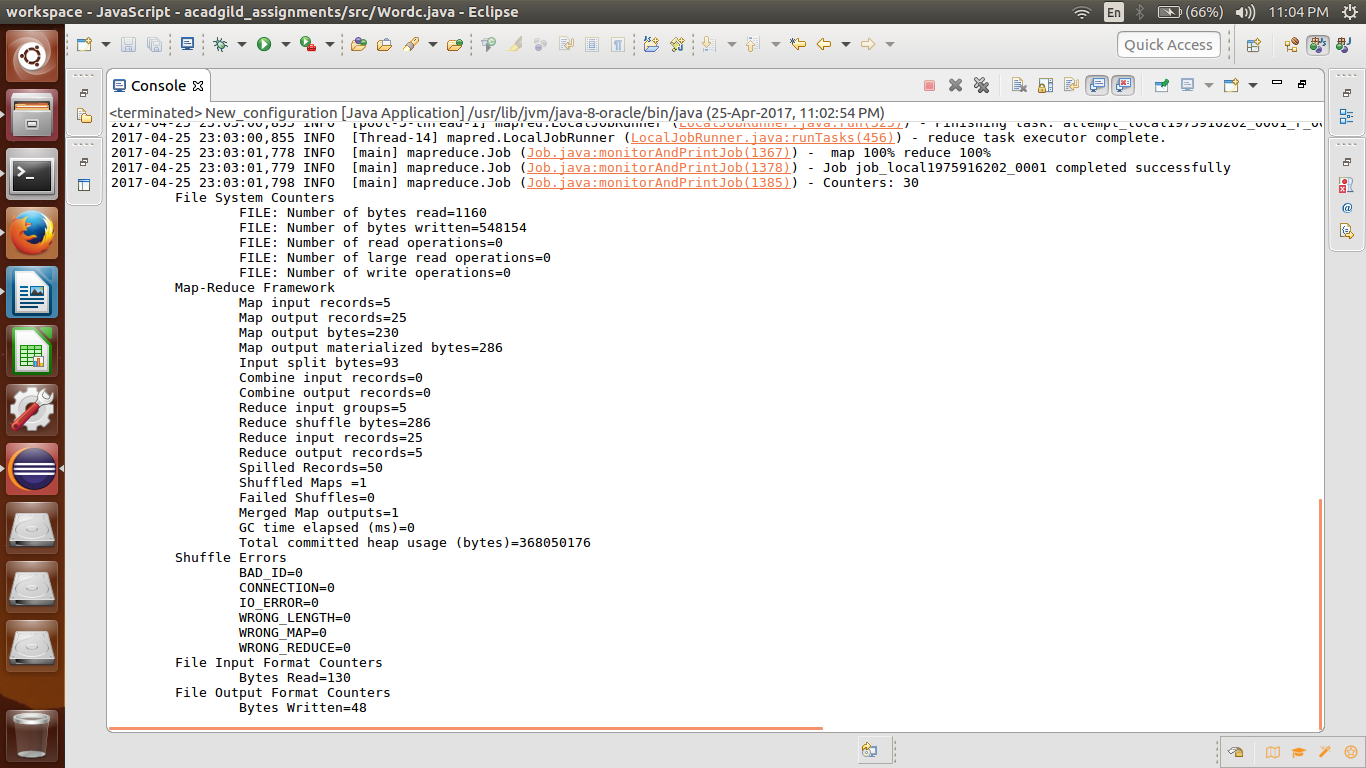 workspace - JavaScript - acadgild_assignments/src/Wordc.java - Eclipse
En
(66%)
11:04 PM
Quick Access
Console
<terminated> New_configuration [Java Application] /usr/lib/jvm/java-8-oracle/bin/java (25-Apr-2017, 11:02:54 PM)
2017-04-25 23:03:00,855 INFO [Thread-14] mapred.LocalJobRunner (LocalJobRunner.java:runTasks(456)) - reduce task executor complete.
2017-04-25 23:03:01,778 INFO [main] mapreduce.Job (Job.java:monitorAndPrintJob(1367)) - map 100% reduce 100%
2017-04-25 23:03:01,779 INFO [main] mapreduce.Job (Job.java:monitorAndPrintJob(1378)) - Job job_local1975916202_0001 completed successfully
2017-04-25 23:03:01,798 INFO [main] mapreduce.Job (Job.java:monitorAndPrintJob(1385)) - Counters: 30
File System Counters
FILE: Number of bytes read=1160
FILE: Number of bytes written=548154
FILE: Number of read operations=0
FILE: Number of large read operations=0
FILE: Number of write operations=0
Map-Reduce Framework
Map input records=5
Map output records=25
Map output bytes=230
Map output materialized bytes=286
Input split bytes=93
Combine input records=0
Combine output records=0
Reduce input groups=5
Reduce shuffle bytes=286
Reduce input records=25
Reduce output records=5
Spilled Records=50
Shuffled Maps =1
Failed Shuffles=0
Merged Map outputs=1
GC time elapsed (ms)=0
Total committed heap usage (bytes)=368050176
Shuffle Errors
BAD_ID=0
CONNECTION=0
IO_ERROR=0
WRONG_LENGTH=0
WRONG_MAP=0
WRONG_REDUCE=0
File Input Format Counters
Bytes Read=130
File Output Format Counters
Bytes Written=48